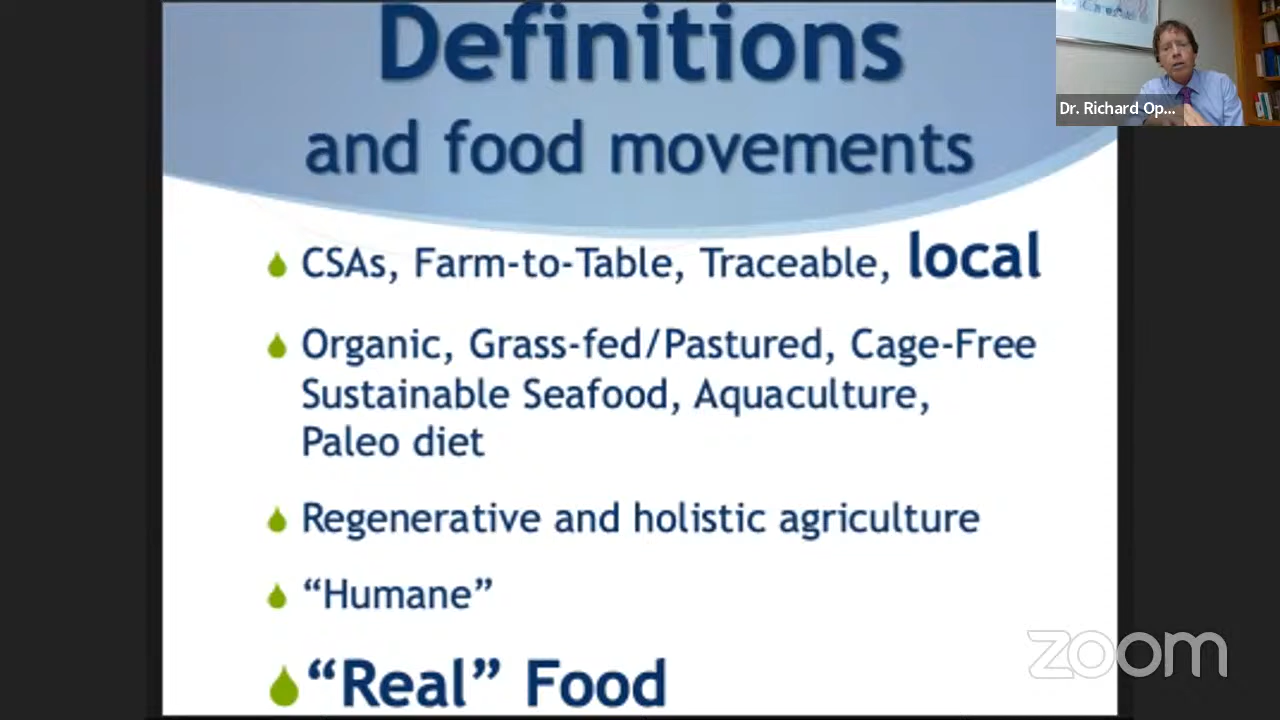 Definitions
and food movements
Dr. Richard Op...
CSAs, Farm-to-Table, Traceable, local
Organic, Grass-fed/Pastured, Cage-Free
Sustainable Seafood, Aquaculture,
Paleo diet
Regenerative and holistic agriculture
“Humane”
“Real” Food
zoom